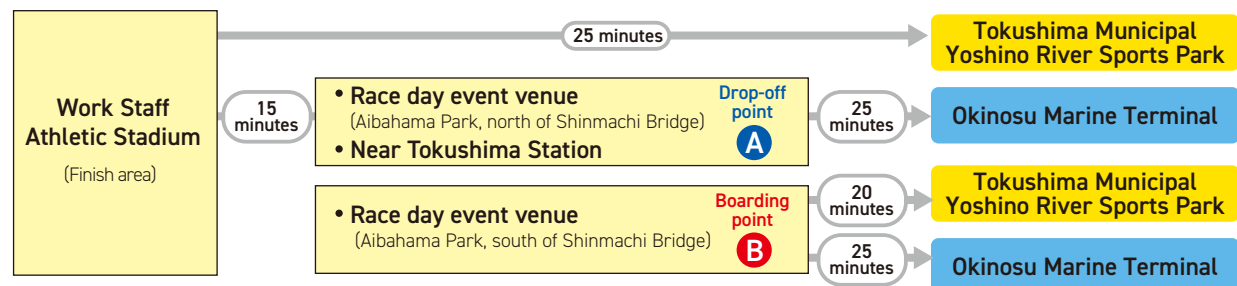 25 minutes
Tokushima Municipal
Yoshino River Sports Park
Work Staff
Athletic Stadium
(Finish area)
15
minutes
• Race day event venue
(Aibahama Park, north of Shinmachi Bridge)
• Near Tokushima Station
Drop-off
point
A
25
minutes
Okinosu Marine Terminal
• Race day event venue
(Aibahama Park, south of Shinmachi Bridge)
Boarding
point
B
20
minutes
Tokushima Municipal
Yoshino River Sports Park
25
minutes
Okinosu Marine Terminal